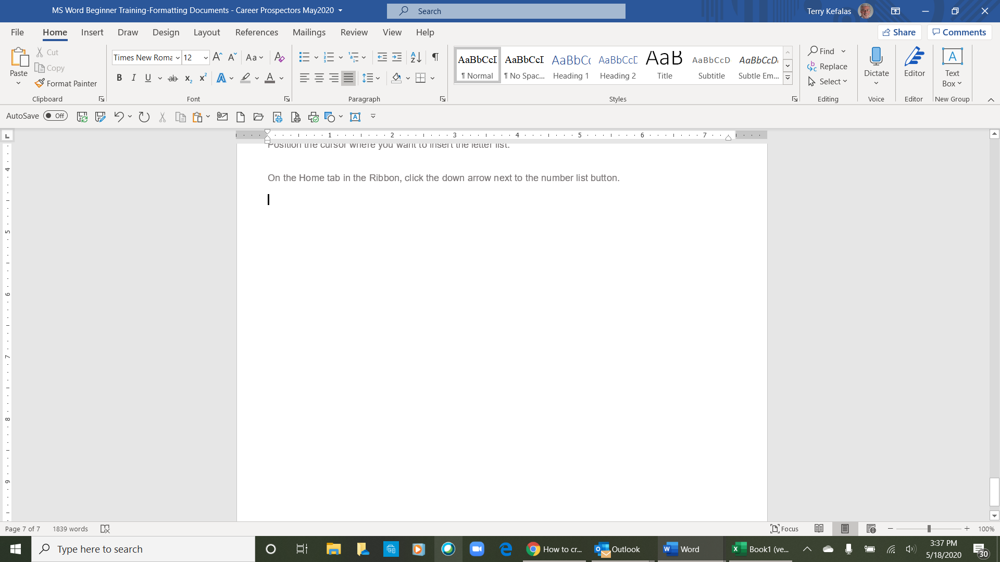 MS Word Beginner Training-Formatting Documents - Career Prospectors May2020
Search
Terry Kefalas
File Home Insert Draw Design Layout References Mailings Review View Help
Share Comments
Paste
Cut
Copy
Format Painter
Clipboard
Times New Roma 12
Aa
B I U ab x2 x2 A A
Font
Paragraph
AaBbCcI AaBbCcI AaBbC AaBbCcE AaB AaBbCcD AaBbCcD
¶ Normal ¶ No Spac... Heading 1 Heading 2 Title Subtitle Subtle Em...
Styles
Find
Replace
Select
Editing
Dictate
Voice
Editor
Editor
Text
Box
New Group
AutoSave Off
1 2 3 4 5 6 7
Position the cursor where you want to insert the letter list.
On the Home tab in the Ribbon, click the down arrow next to the number list button.
4
5
6
7
8
9
Page 7 of 7 1839 words
Focus
100%
Type here to search
How to cr...
Outlook
Word
Book1 (ve...
3:37 PM
5/18/2020
30